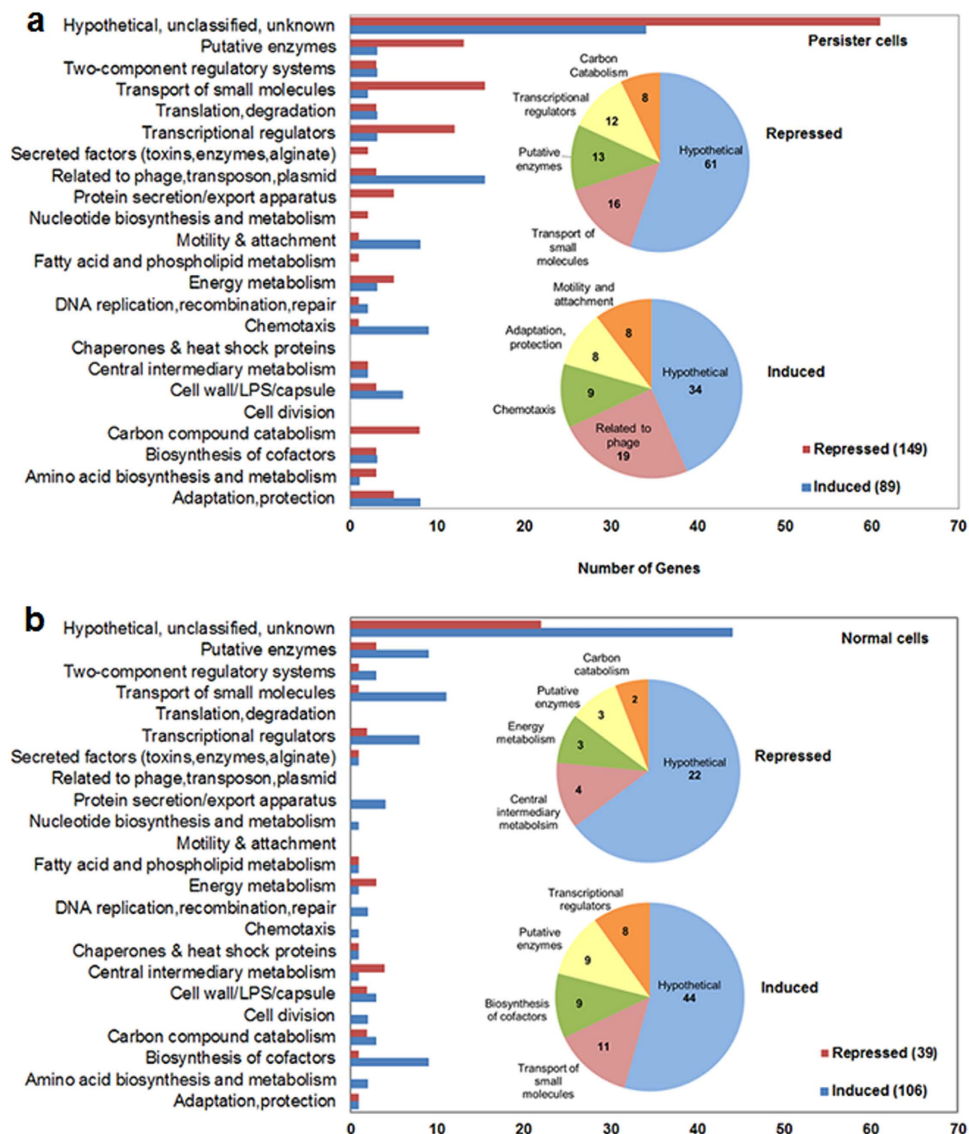 a
Persister cells
Hypothetical, unclassified, unknown
Putative enzymes
Two-component regulatory systems
Transport of small molecules
Translation,degradation
Transcriptional regulators
Secreted factors (toxins,enzymes,alginate)
Related to phage,transposon,plasmid
Protein secretion/export apparatus
Nucleotide biosynthesis and metabolism
Motility & attachment
Fatty acid and phospholipid metabolism
Energy metabolism
DNA replication,recombination,repair
Chemotaxis
Chaperones & heat shock proteins
Central intermediary metabolism
Cell wall/LPS/capsule
Cell division
Carbon compound catabolism
Biosynthesis of cofactors
Amino acid biosynthesis and metabolism
Adaptation,protection
Carbon
Catabolism
8
Transcriptional
regulators
12
Putative
enzymes
13
Hypothetical
61
16
Transport of
small
molecules
Repressed
Motility and
attachment
8
Adaptation,
protection
8
Hypothetical
34
Chemotaxis
9
Related to
phage
19
Induced
Repressed (149)
Induced (89)
0 10 20 30 40 50 60 70
Number of Genes
b
Normal cells
Hypothetical, unclassified, unknown
Putative enzymes
Two-component regulatory systems
Transport of small molecules
Translation,degradation
Transcriptional regulators
Secreted factors (toxins,enzymes,alginate)
Related to phage,transposon,plasmid
Protein secretion/export apparatus
Nucleotide biosynthesis and metabolism
Motility & attachment
Fatty acid and phospholipid metabolism
Energy metabolism
DNA replication,recombination,repair
Chemotaxis
Chaperones & heat shock proteins
Central intermediary metabolism
Cell wall/LPS/capsule
Cell division
Carbon compound catabolism
Biosynthesis of cofactors
Amino acid biosynthesis and metabolism
Adaptation,protection
Carbon
catabolism
2
Putative
enzymes
3
Energy
metabolism
3
Hypothetical
22
4
Central
intermediary
metabolsim
Repressed
Transcriptional
regulators
8
Putative
enzymes
9
Hypothetical
44
Biosynthesis
of cofactors
9
11
Transport of
small
molecules
Induced
Repressed (39)
Induced (106)
0 10 20 30 40 50 60 70